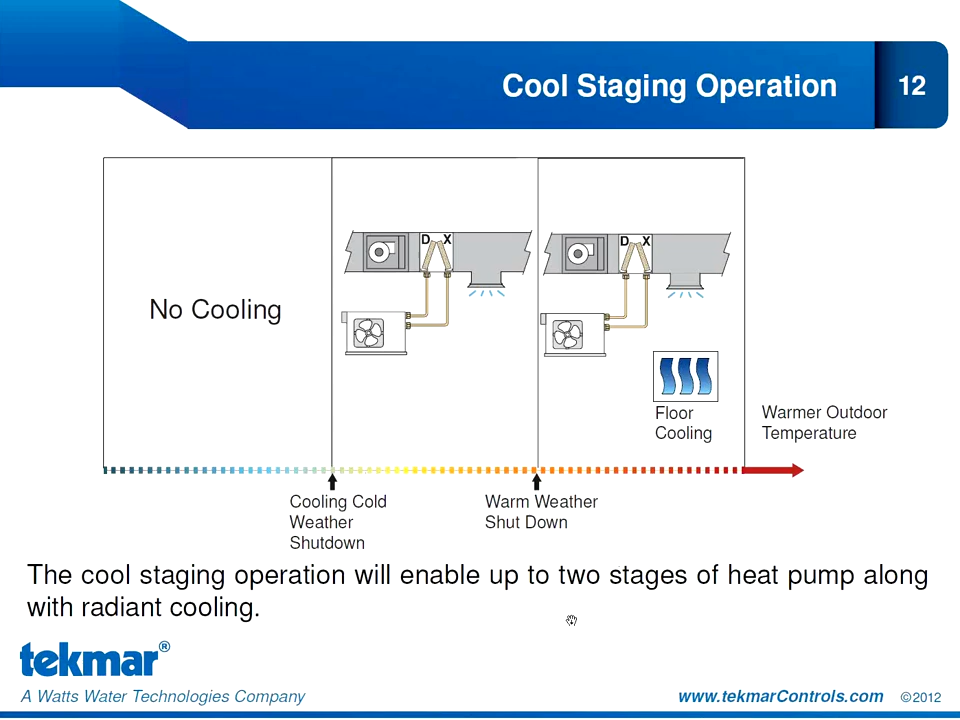 Cool Staging Operation
12
D X
D X
No Cooling
Floor
Cooling
Warmer Outdoor
Temperature
Cooling Cold
Weather
Shutdown
Warm Weather
Shut Down
The cool staging operation will enable up to two stages of heat pump along
with radiant cooling.
tekmar®
A Watts Water Technologies Company
www.tekmarControls.com ©2012